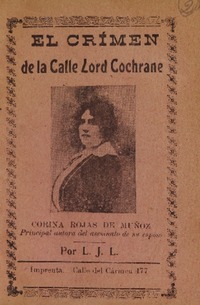 EL CRÍMEN
de la Calle Lord Cochrane
CORINA ROJAS DE MUÑOZ
Principal autora del asesinato de su esposo
Por L. J. L.
Imprenta. Calle del Cármen 477